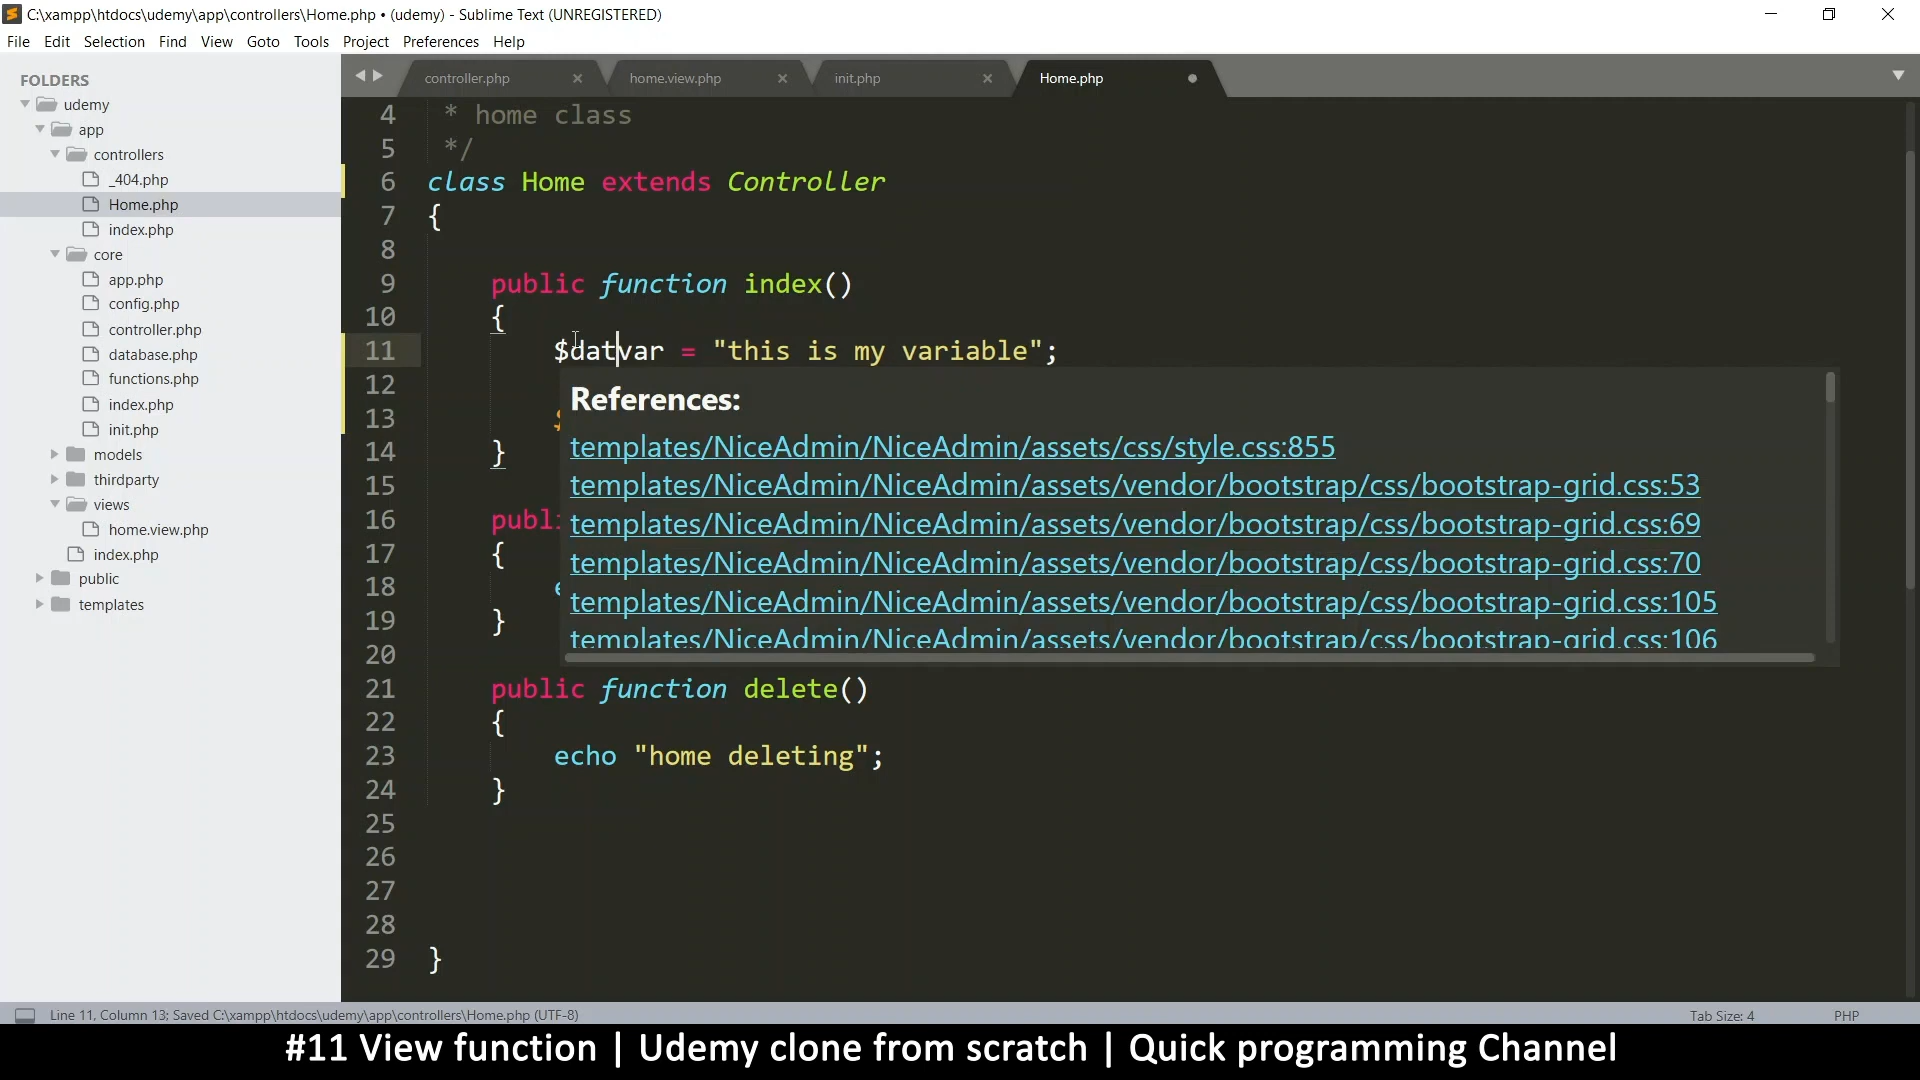 C:\xampp\htdocs\udemy\app\controllers\Home.php • (udemy) - Sublime Text (UNREGISTERED)
File Edit Selection Find View Goto Tools Project Preferences Help
FOLDERS
udemy
app
controllers
_404.php
Home.php
index.php
core
app.php
config.php
controller.php
database.php
functions.php
index.php
init.php
models
thirdparty
views
home.view.php
index.php
public
templates
controller.php home.view.php init.php Home.php
4 * home class
5 */
6 class Home extends Controller
7 {
8
9 public function index()
10 {
11 $datvar = "this is my variable";
12
13 $
14 }
15
16 publi
17 {
18 e
19 }
20
21 public function delete()
22 {
23 echo "home deleting";
24 }
25
26
27
28
29 }
References:
templates/NiceAdmin/NiceAdmin/assets/css/style.css:855
templates/NiceAdmin/NiceAdmin/assets/vendor/bootstrap/css/bootstrap-grid.css:53
templates/NiceAdmin/NiceAdmin/assets/vendor/bootstrap/css/bootstrap-grid.css:69
templates/NiceAdmin/NiceAdmin/assets/vendor/bootstrap/css/bootstrap-grid.css:70
templates/NiceAdmin/NiceAdmin/assets/vendor/bootstrap/css/bootstrap-grid.css:105
templates/NiceAdmin/NiceAdmin/assets/vendor/bootstrap/css/bootstrap-grid.css:106
Line 11, Column 13; Saved C:\xampp\htdocs\udemy\app\controllers\Home.php (UTF-8) Tab Size: 4 PHP
#11 View function | Udemy clone from scratch | Quick programming Channel